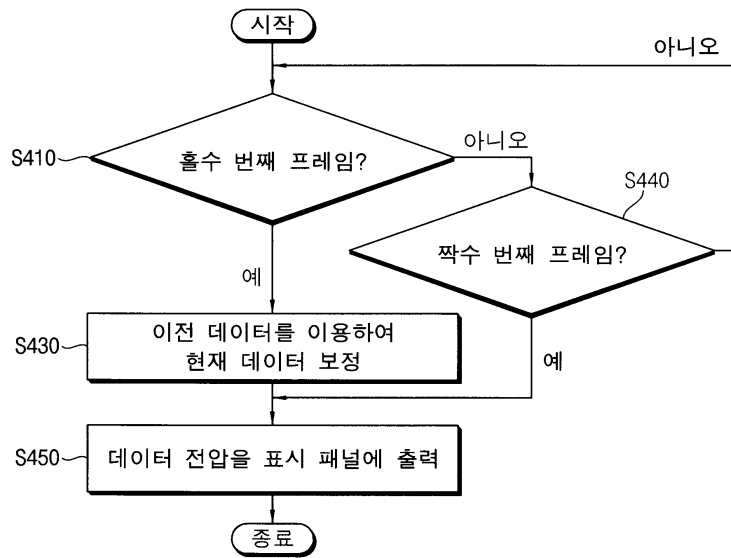 시작
아니오
S410
홀수 번째 프레임?
아니오
S440
짝수 번째 프레임?
예
S430
이전 데이터를 이용하여
현재 데이터 보정
예
S450
데이터 전압을 표시 패널에 출력
종료